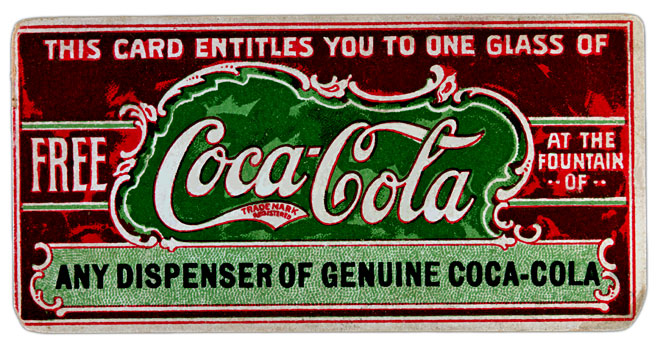 THIS CARD ENTITLES YOU TO ONE GLASS OF
FREE
Coca-Cola
TRADE MARK
REGISTERED
AT THE
FOUNTAIN
-- OF --
ANY DISPENSER OF GENUINE COCA-COLA